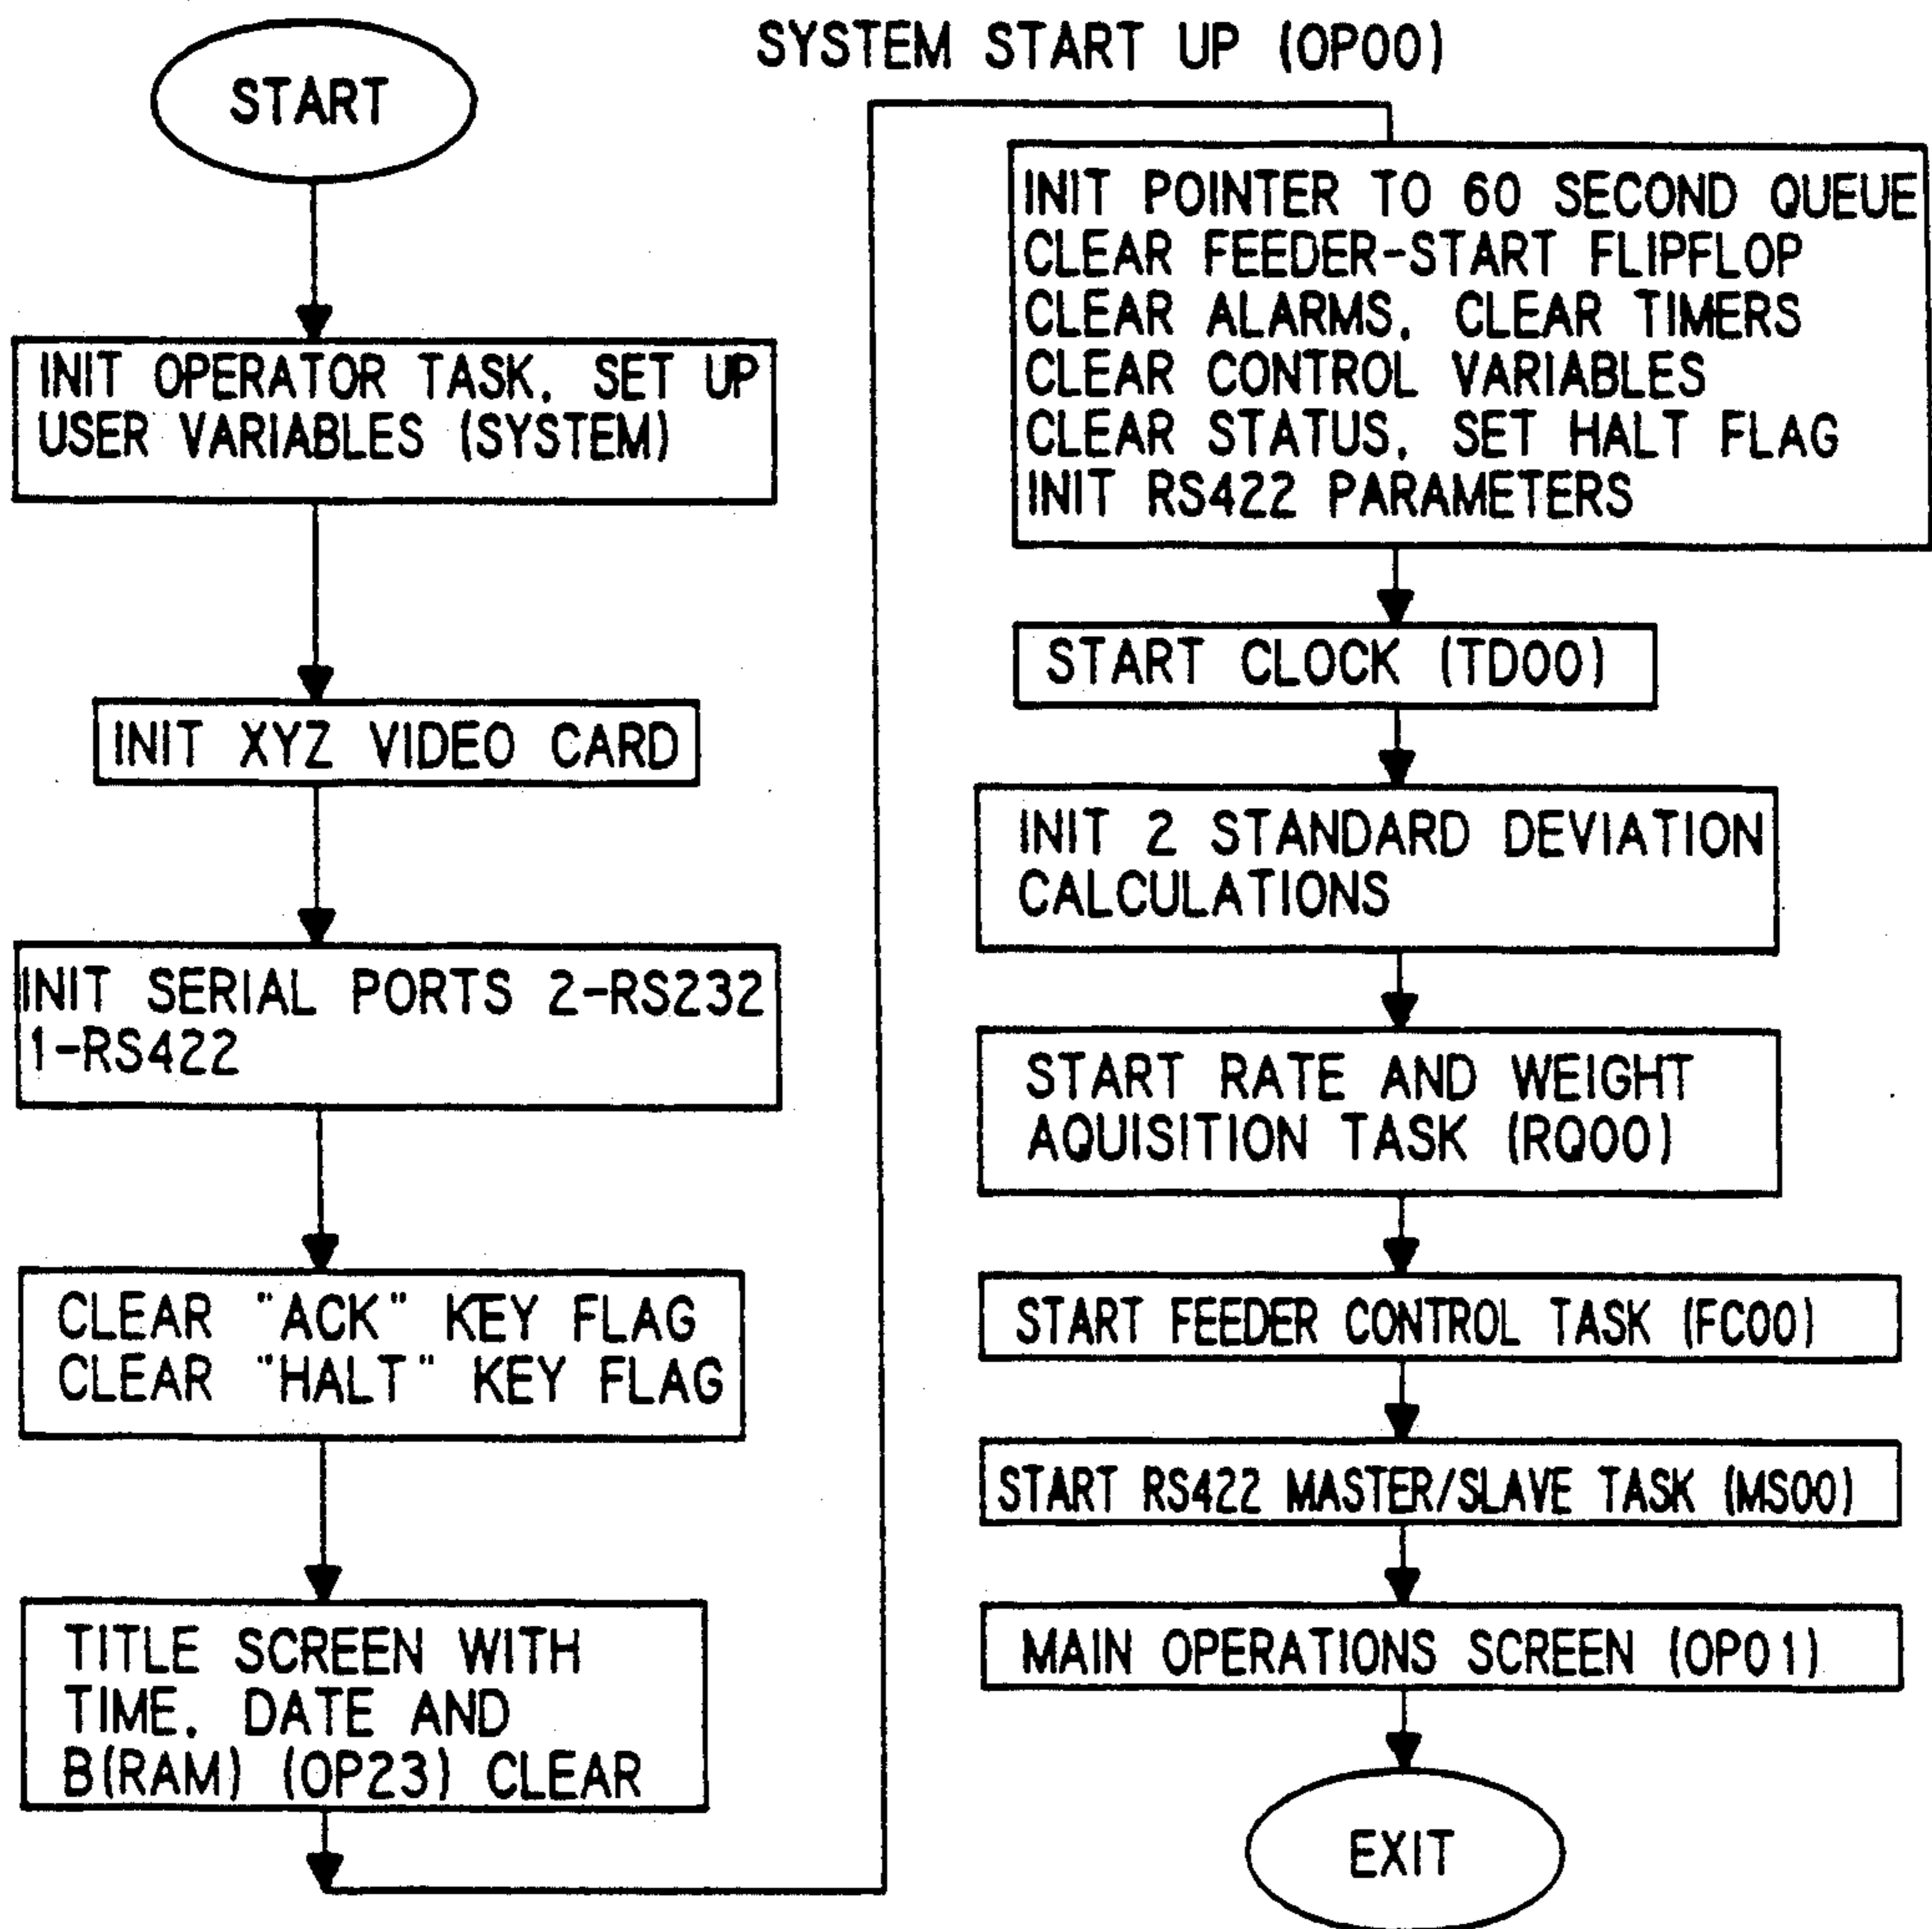 SYSTEM START UP (OP00)
START
INIT OPERATOR TASK, SET UP
USER VARIABLES (SYSTEM)
INIT XYZ VIDEO CARD
INIT SERIAL PORTS 2-RS232
1-RS422
CLEAR "ACK" KEY FLAG
CLEAR "HALT" KEY FLAG
TITLE SCREEN WITH
TIME, DATE AND
B(RAM) (OP23) CLEAR
INIT POINTER TO 60 SECOND QUEUE
CLEAR FEEDER-START FLIPFLOP
CLEAR ALARMS, CLEAR TIMERS
CLEAR CONTROL VARIABLES
CLEAR STATUS, SET HALT FLAG
INIT RS422 PARAMETERS
START CLOCK (TD00)
INIT 2 STANDARD DEVIATION
CALCULATIONS
START RATE AND WEIGHT
AQUISITION TASK (RQ00)
START FEEDER CONTROL TASK (FC00)
START RS422 MASTER/SLAVE TASK (MS00)
MAIN OPERATIONS SCREEN (OP01)
EXIT